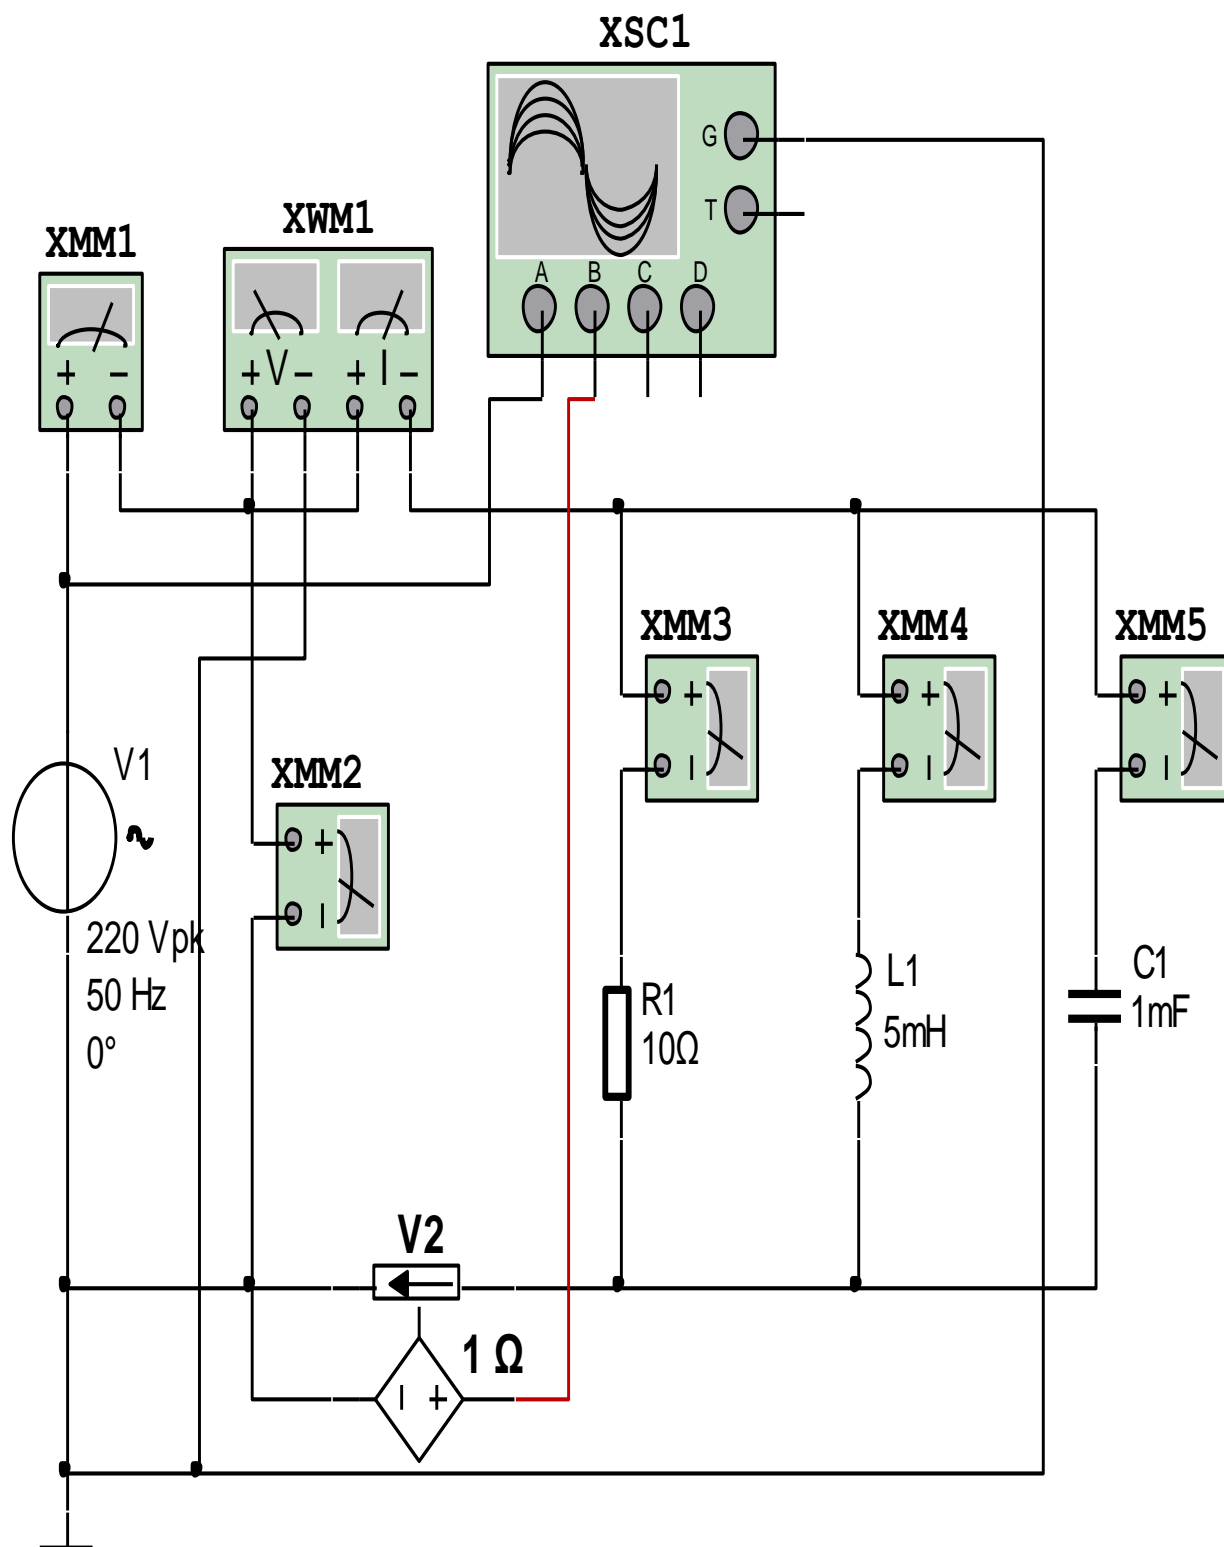 XSC1
G
T
A B C D
XWM1
+ V − + I −
XMM1
+ −
XMM3
+
−
XMM4
+
−
XMM5
+
−
V1
220 Vpk
50 Hz
0°
XMM2
+
−
R1
10Ω
L1
5mH
C1
1mF
V2
1 Ω
− +